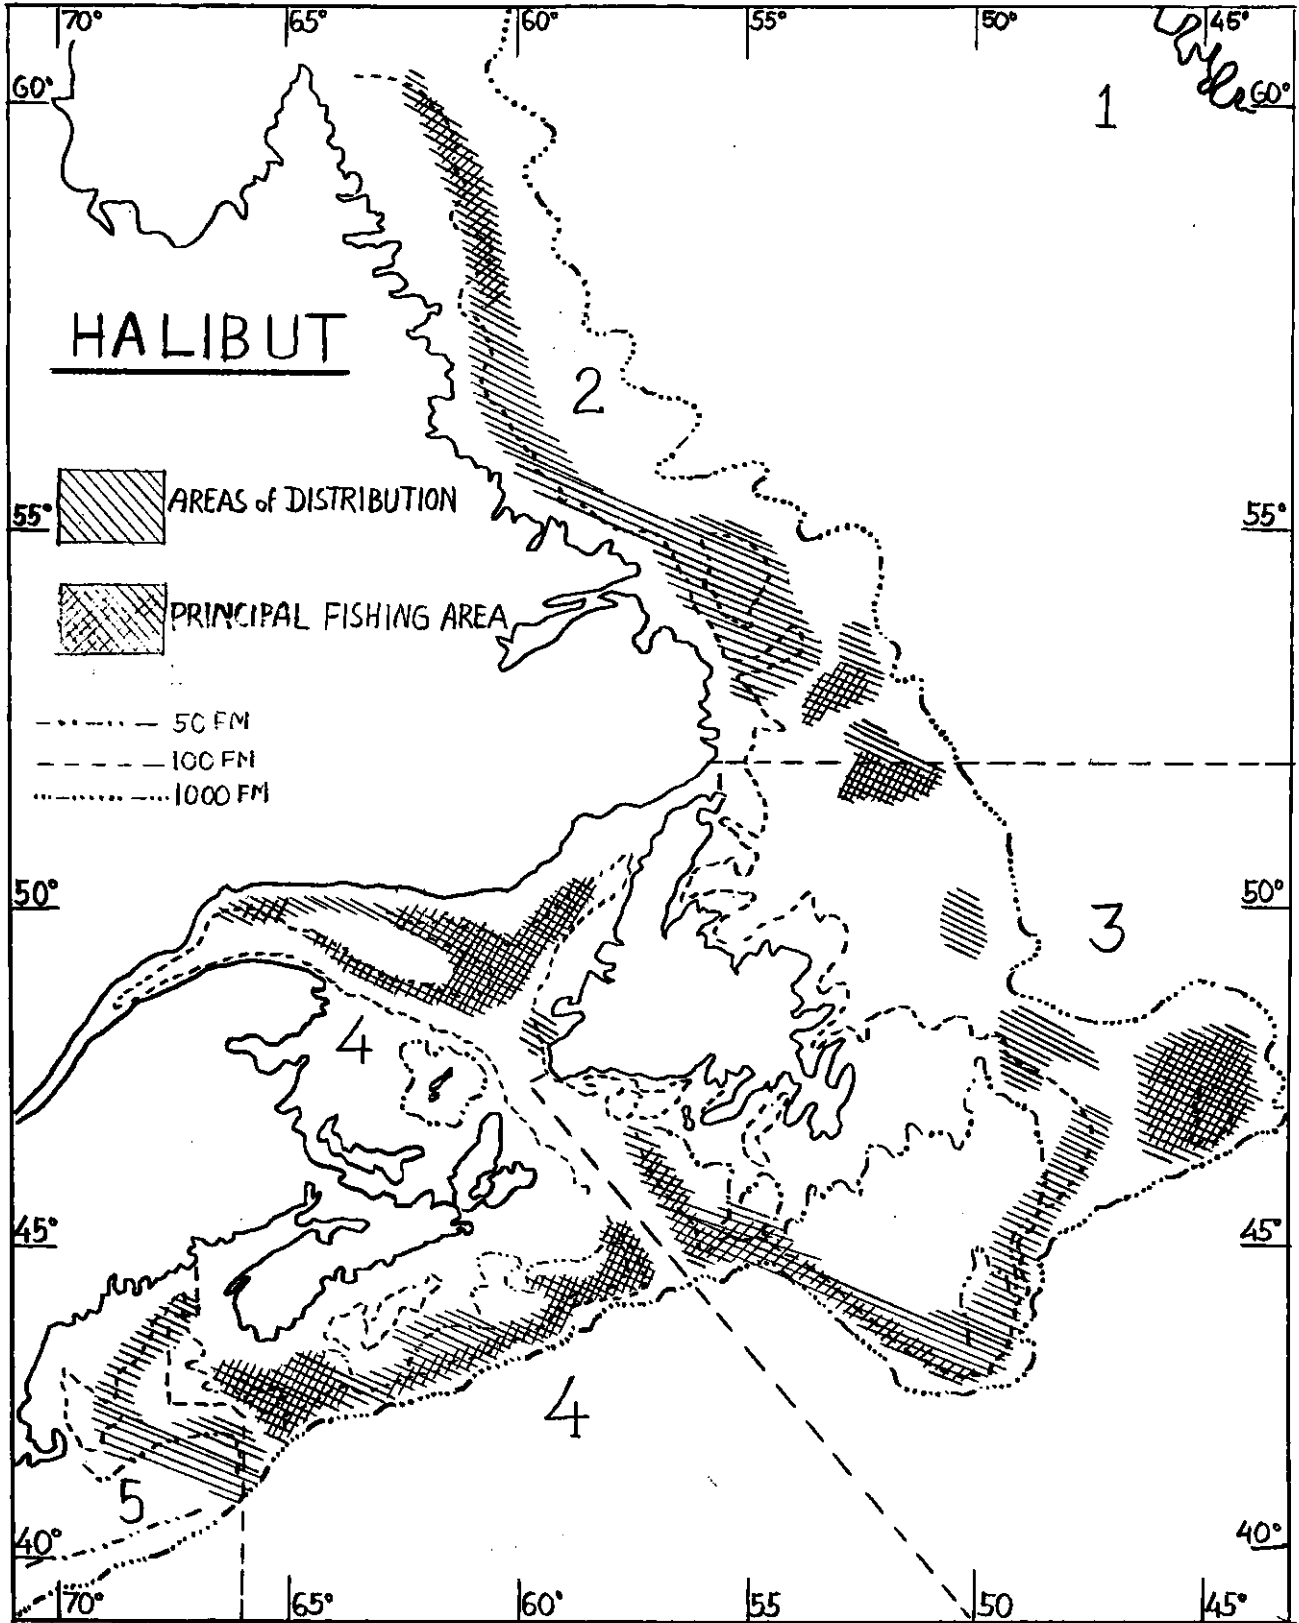 70° 65° 60° 55° 50° 45°
60° 1 60°
HALIBUT
2
AREAS of DISTRIBUTION
55° 55°
PRINCIPAL FISHING AREA
50 FM
100 FM
1000 FM
50° 3 50°
4
8
45° 45°
4
5
40° 40°
70° 65° 60° 55 50 45°